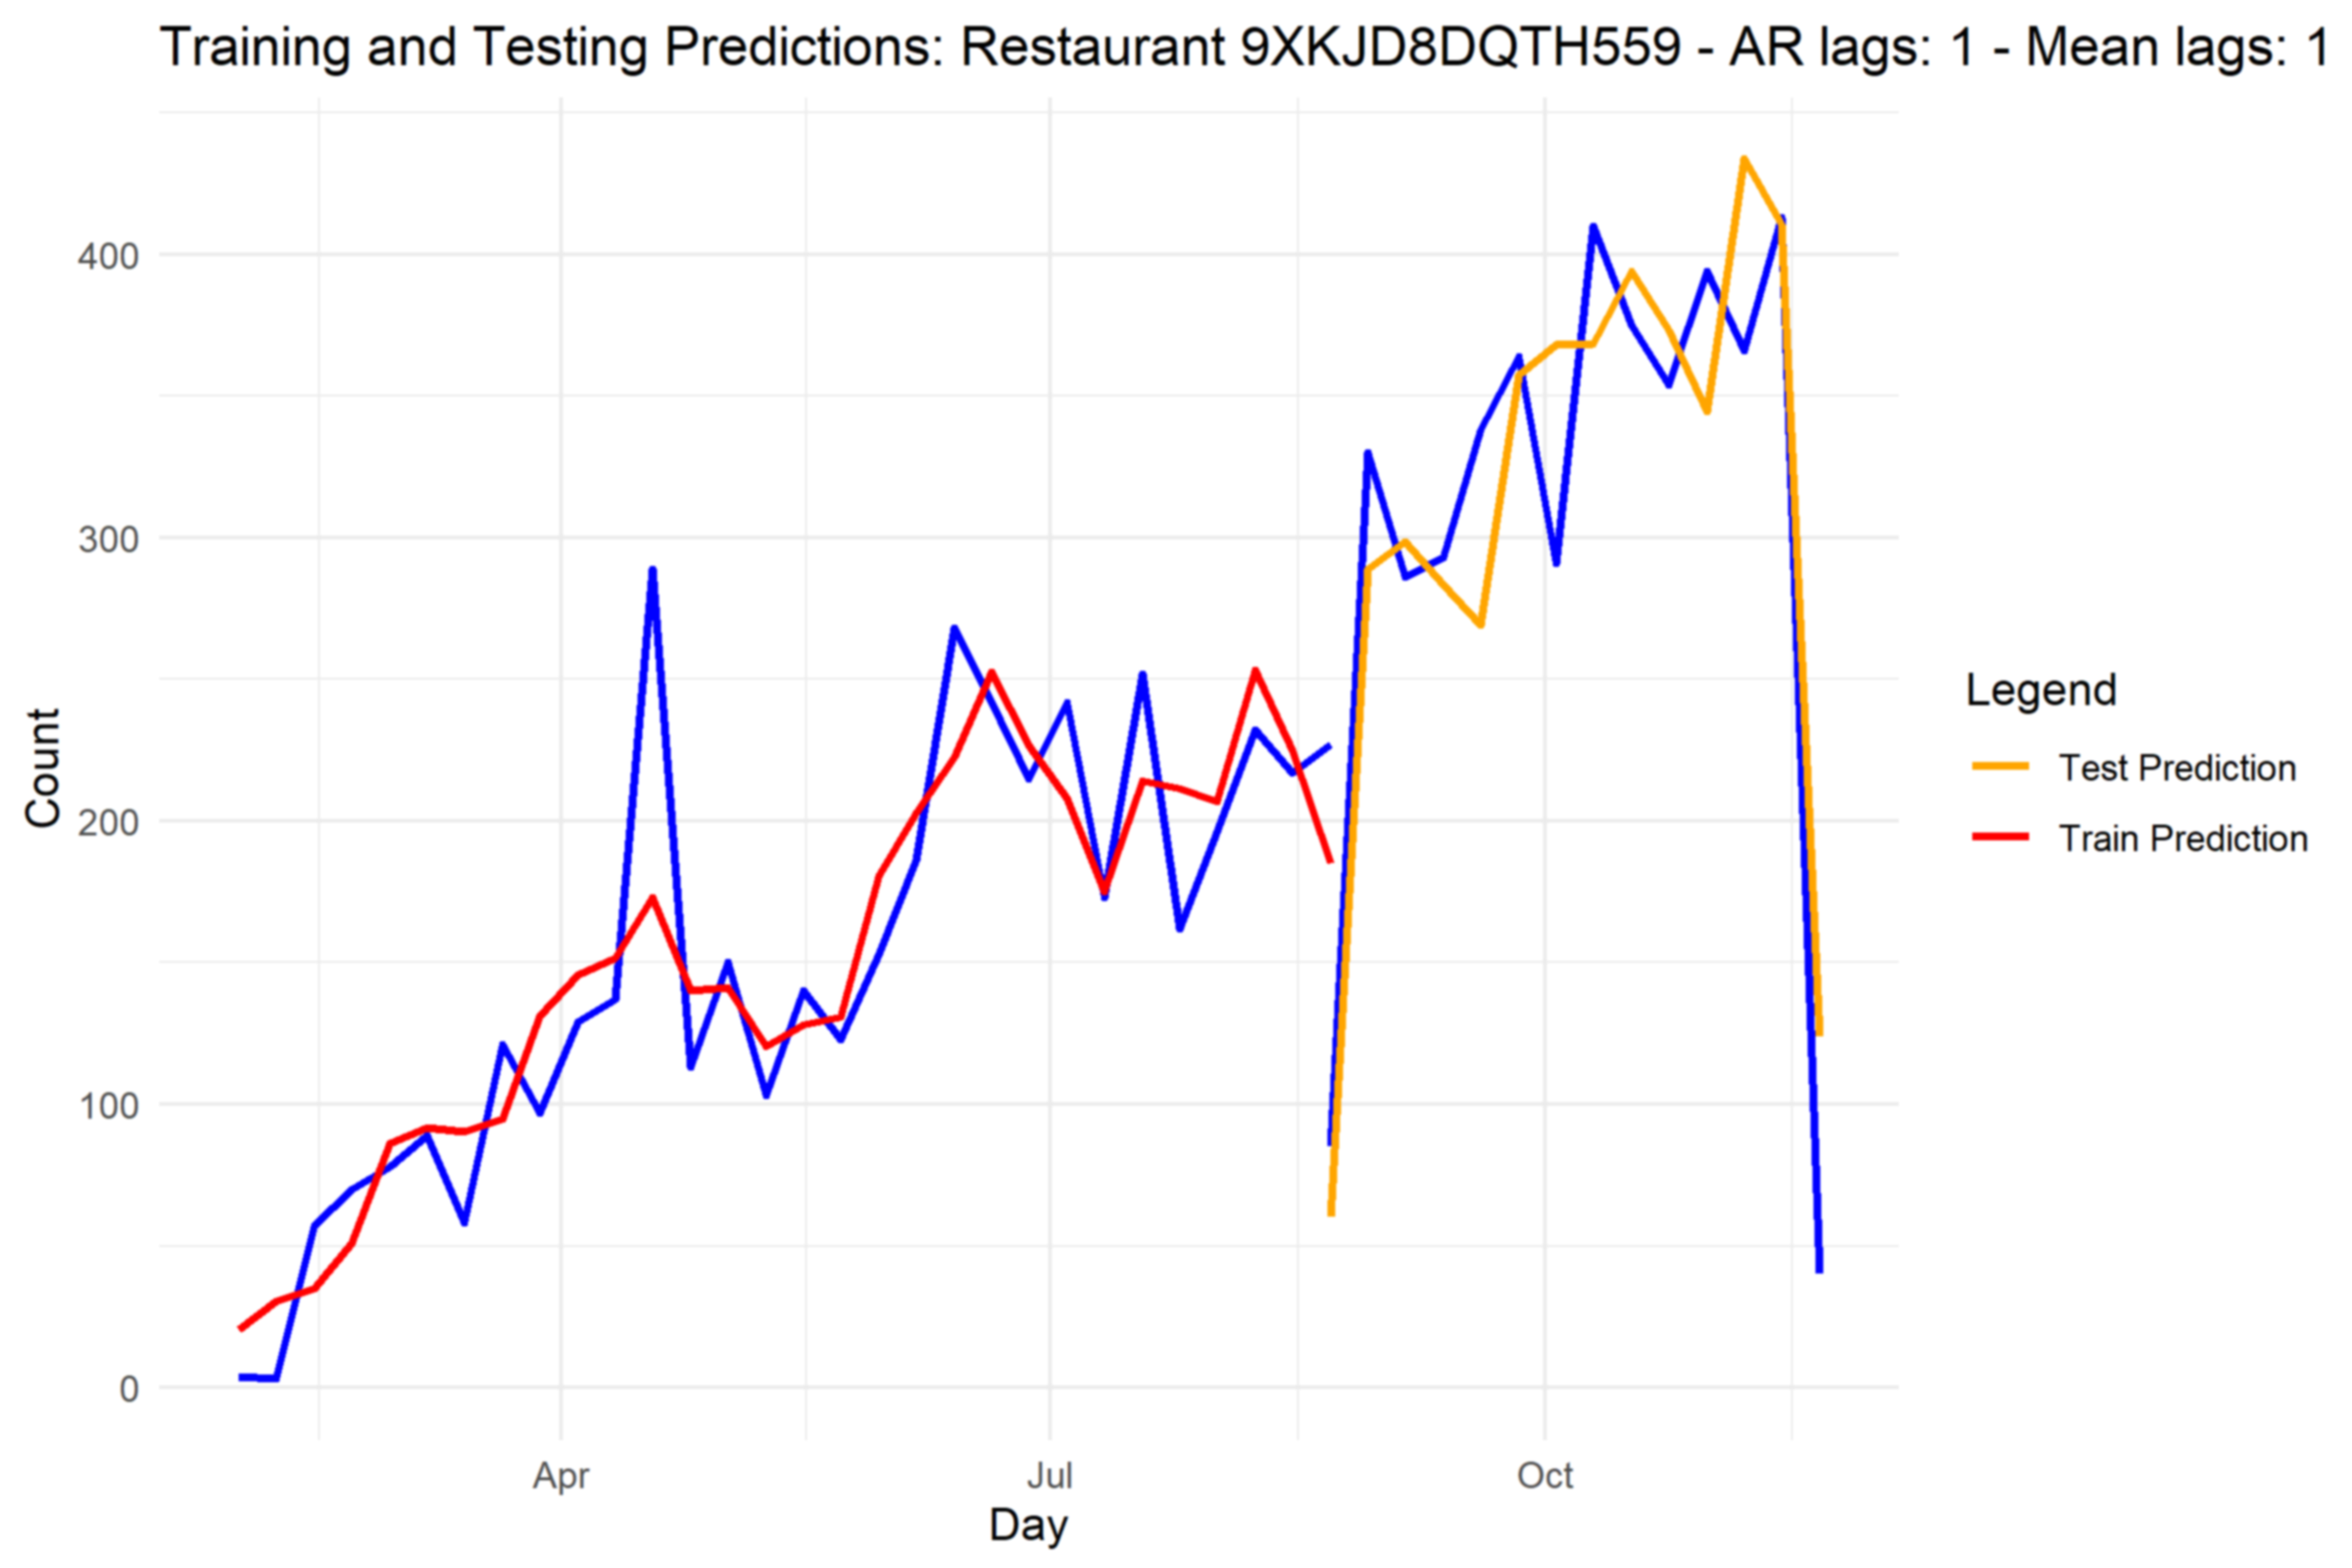 Training and Testing Predictions: Restaurant 9XKJD8DQTH559 - AR lags: 1 - Mean lags: 1
Count
400
300
200
100
0
Apr
Jul
Oct
Day
Legend
Test Prediction
Train Prediction